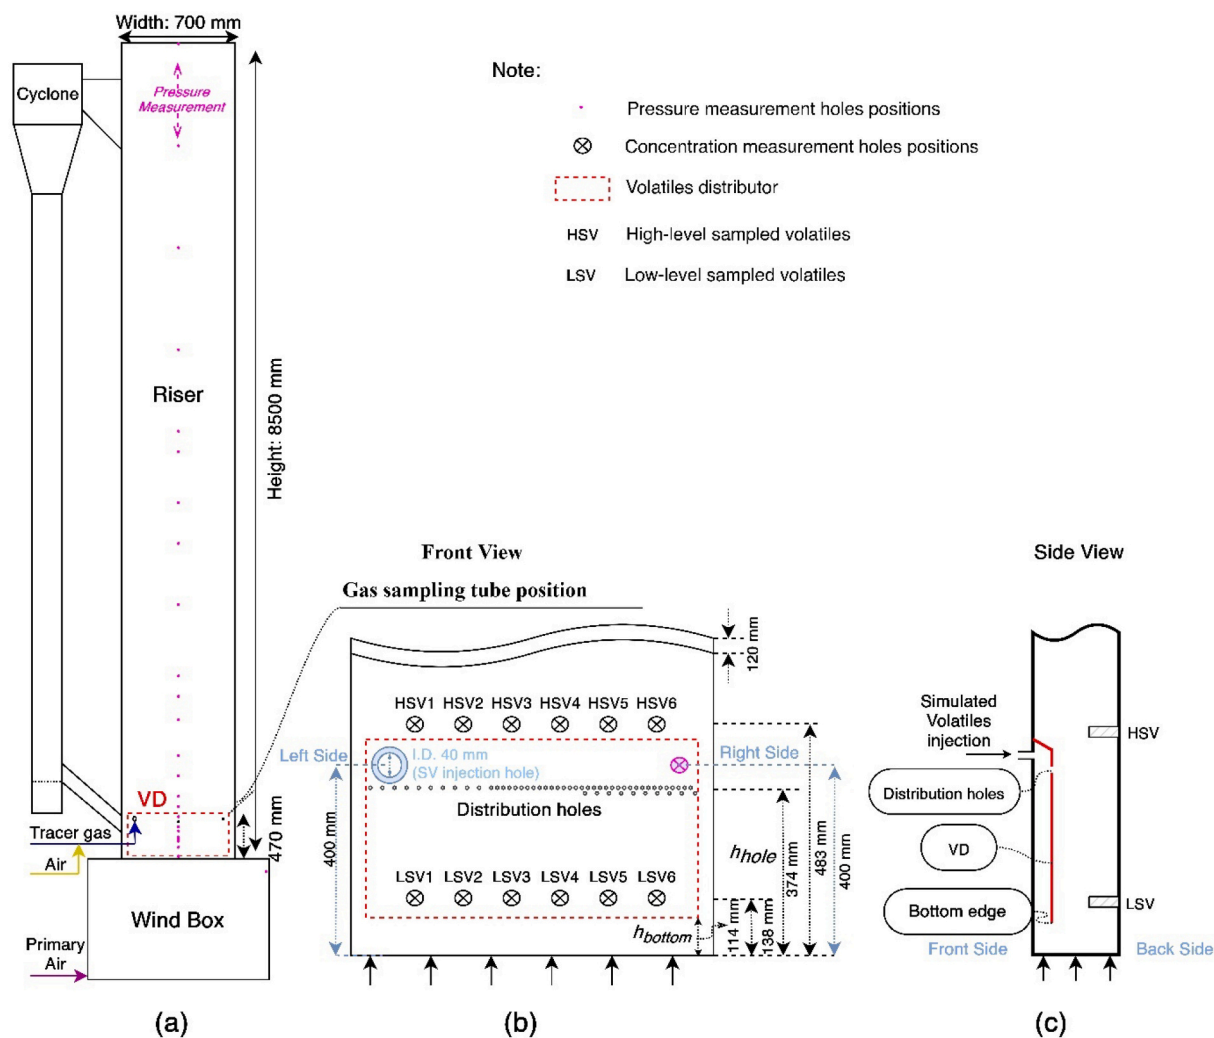 Width: 700 mm
Cyclone
Pressure
Measurement
Riser
Height: 8500 mm
VD
Tracer gas
Air
470 mm
Wind Box
Primary
Air
(a)
Note:
Pressure measurement holes positions
Concentration measurement holes positions
Volatiles distributor
HSV High-level sampled volatiles
LSV Low-level sampled volatiles
Front View
Gas sampling tube position
120 mm
HSV1 HSV2 HSV3 HSV4 HSV5 HSV6
Left Side
I.D. 40 mm
(SV injection hole)
Right Side
Distribution holes
400 mm
LSV1 LSV2 LSV3 LSV4 LSV5 LSV6
hhole
hbottom
114 mm
138 mm
374 mm
483 mm
400 mm
(b)
Side View
Simulated
Volatiles
injection
HSV
Distribution holes
VD
Bottom edge
LSV
Front Side
Back Side
(c)